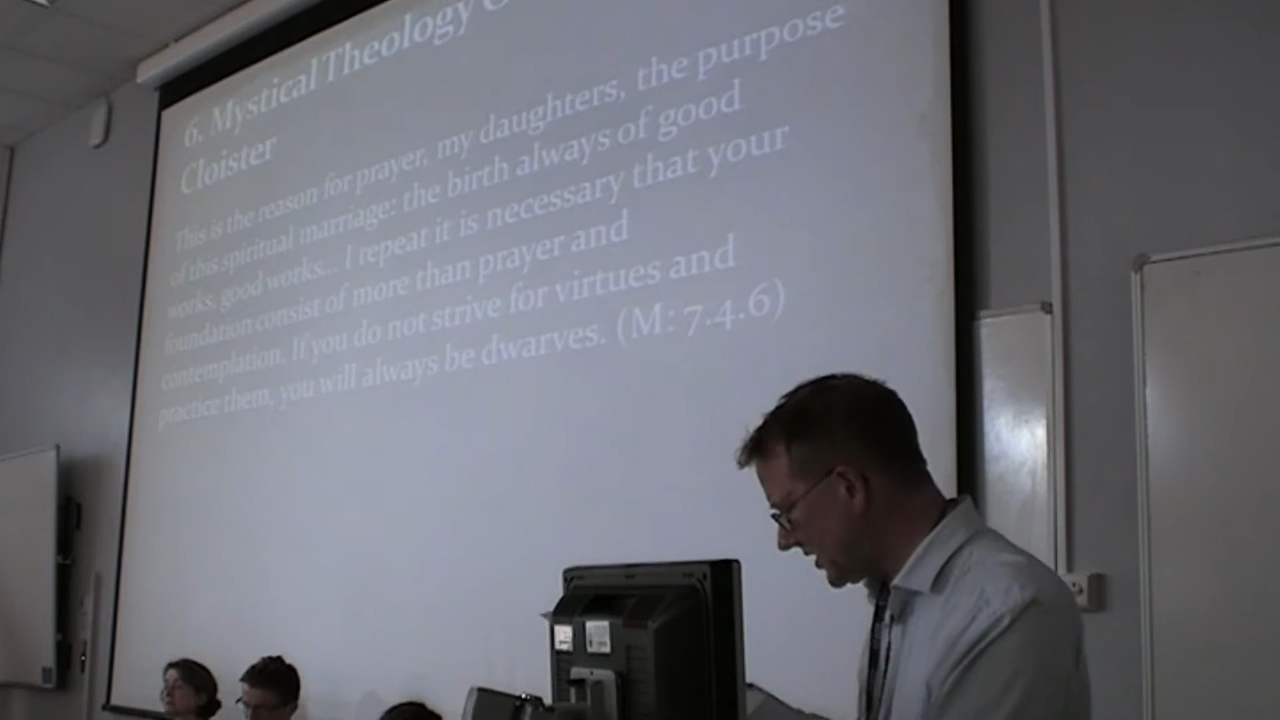 6. Mystical Theology
Cloister
This is the reason for prayer, my daughters, the purpose
of this spiritual marriage: the birth always of good
works, good works... I repeat it is necessary that your
foundation consist of more than prayer and
contemplation. If you do not strive for virtues and
practice them, you will always be dwarves. (M: 7.4.6)